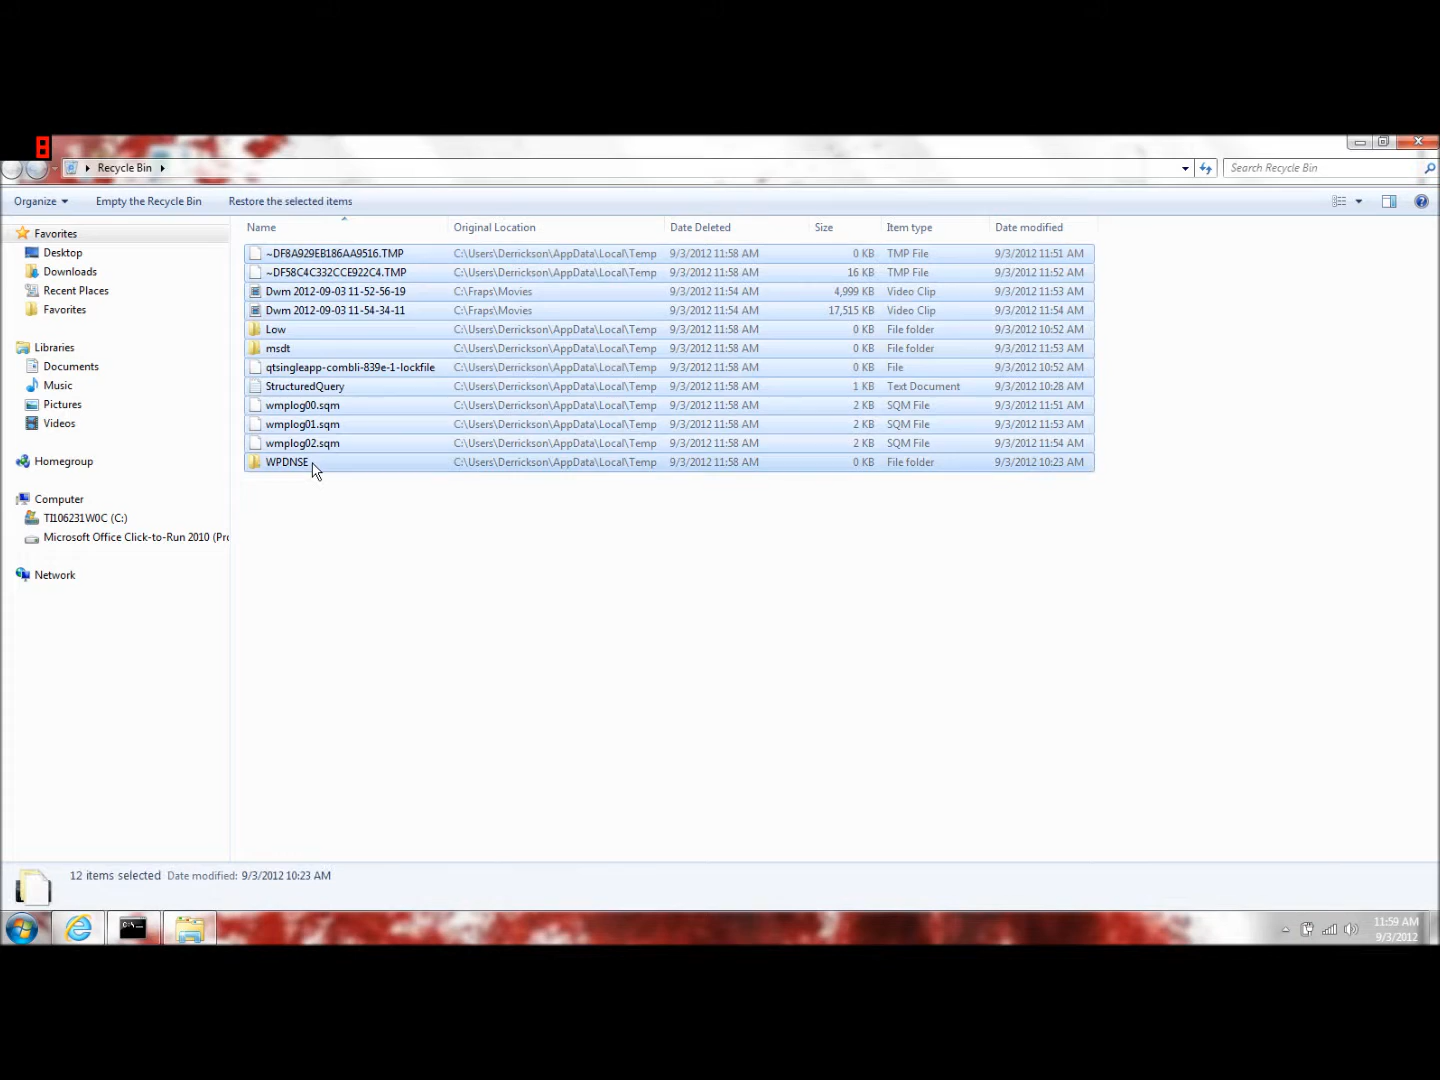 8
Recycle Bin
Search Recycle Bin
Organize Empty the Recycle Bin Restore the selected items
Name Original Location Date Deleted Size Item type Date modified
Favorites
Desktop
Downloads
Recent Places
Favorites
Libraries
Documents
Music
Pictures
Videos
Homegroup
Computer
TI106231W0C (C:)
Microsoft Office Click-to-Run 2010 (Pro
Network
~DF8A929EB186AA9516.TMP C:\Users\Derrickson\AppData\Local\Temp 9/3/2012 11:58 AM 0 KB TMP File 9/3/2012 11:51 AM
~DF58C4C332CCE922C4.TMP C:\Users\Derrickson\AppData\Local\Temp 9/3/2012 11:58 AM 16 KB TMP File 9/3/2012 11:52 AM
Dwm 2012-09-03 11-52-56-19 C:\Fraps\Movies 9/3/2012 11:54 AM 4,999 KB Video Clip 9/3/2012 11:53 AM
Dwm 2012-09-03 11-54-34-11 C:\Fraps\Movies 9/3/2012 11:54 AM 17,515 KB Video Clip 9/3/2012 11:54 AM
Low C:\Users\Derrickson\AppData\Local\Temp 9/3/2012 11:58 AM 0 KB File folder 9/3/2012 10:52 AM
msdt C:\Users\Derrickson\AppData\Local\Temp 9/3/2012 11:58 AM 0 KB File folder 9/3/2012 11:53 AM
qtsingleapp-combli-839e-1-lockfile C:\Users\Derrickson\AppData\Local\Temp 9/3/2012 11:58 AM 0 KB File 9/3/2012 10:52 AM
StructuredQuery C:\Users\Derrickson\AppData\Local\Temp 9/3/2012 11:58 AM 1 KB Text Document 9/3/2012 10:28 AM
wmplog00.sqm C:\Users\Derrickson\AppData\Local\Temp 9/3/2012 11:58 AM 2 KB SQM File 9/3/2012 11:51 AM
wmplog01.sqm C:\Users\Derrickson\AppData\Local\Temp 9/3/2012 11:58 AM 2 KB SQM File 9/3/2012 11:53 AM
wmplog02.sqm C:\Users\Derrickson\AppData\Local\Temp 9/3/2012 11:58 AM 2 KB SQM File 9/3/2012 11:54 AM
WPDNSE C:\Users\Derrickson\AppData\Local\Temp 9/3/2012 11:58 AM 0 KB File folder 9/3/2012 10:23 AM
12 items selected Date modified: 9/3/2012 10:23 AM
C:\
11:59 AM
9/3/2012